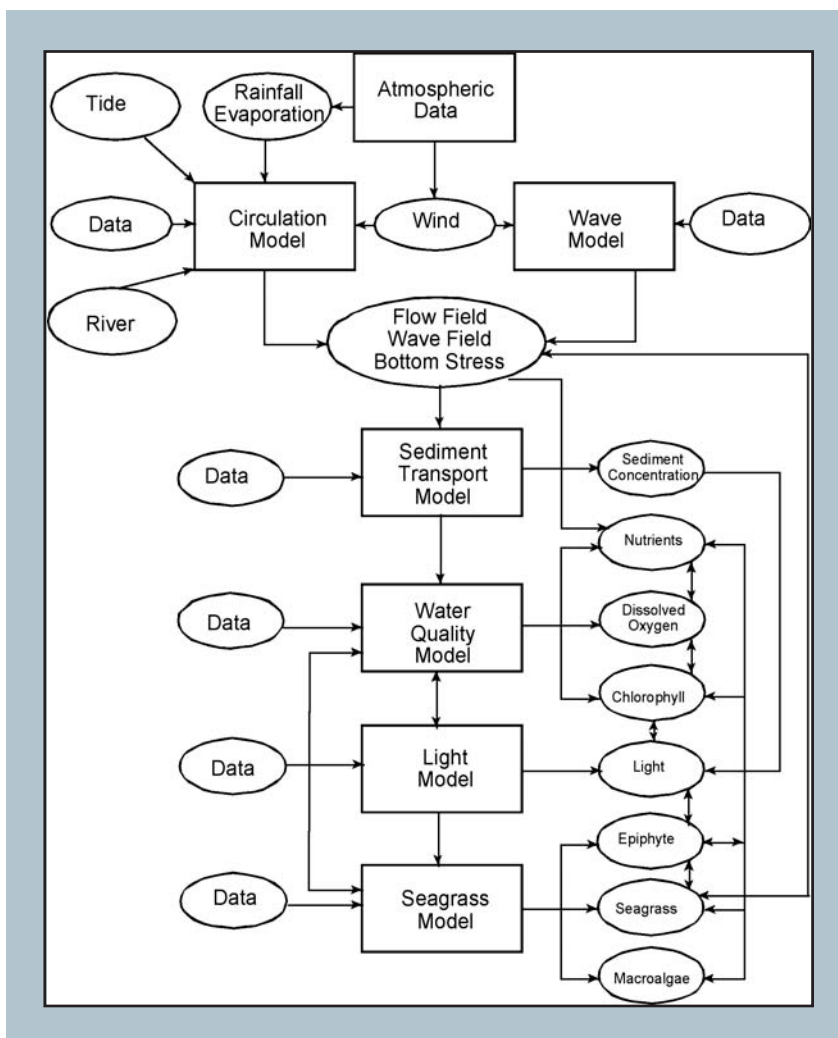 Tide
Rainfall
Evaporation
Atmospheric
Data
Data
Circulation
Model
Wind
Wave
Model
Data
River
Flow Field
Wave Field
Bottom Stress
Data
Sediment
Transport
Model
Sediment
Concentration
Nutrients
Data
Water
Quality
Model
Dissolved
Oxygen
Chlorophyll
Data
Light
Model
Light
Epiphyte
Data
Seagrass
Model
Seagrass
Macroalgae